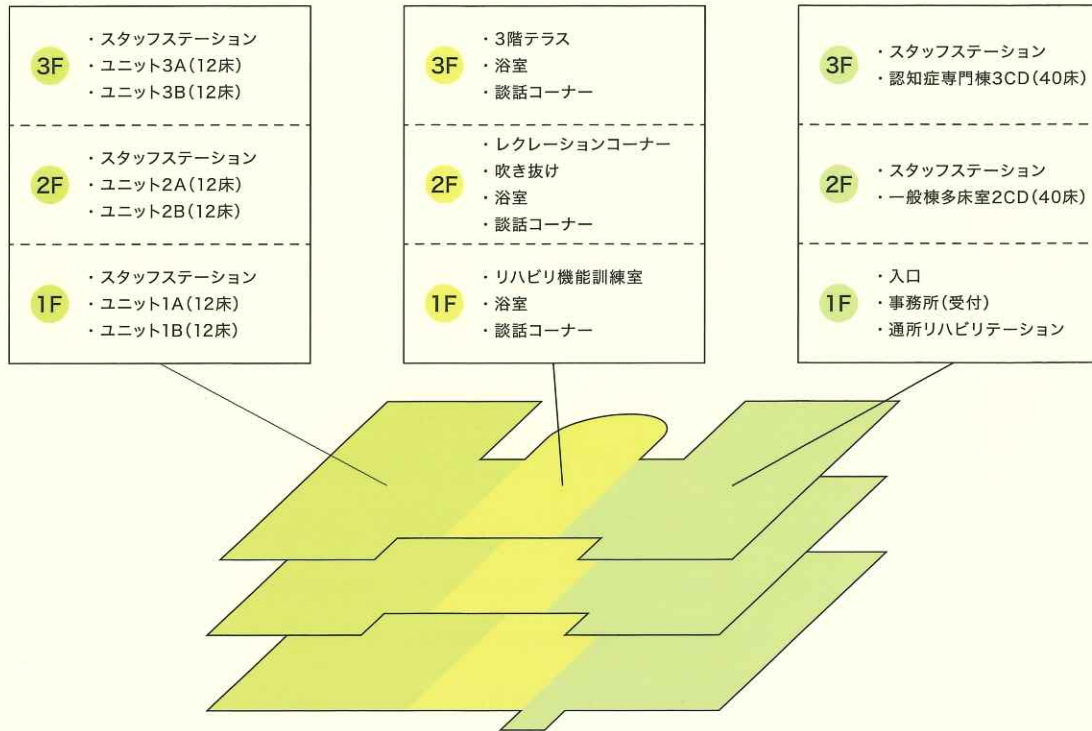 3F
・スタッフステーション
・ユニット3A(12床)
・ユニット3B(12床)
2F
・スタッフステーション
・ユニット2A(12床)
・ユニット2B(12床)
1F
・スタッフステーション
・ユニット1A(12床)
・ユニット1B(12床)
3F
・3階テラス
・浴室
・談話コーナー
2F
・レクレーションコーナー
・吹き抜け
・浴室
・談話コーナー
1F
・リハビリ機能訓練室
・浴室
・談話コーナー
3F
・スタッフステーション
・認知症専門棟3CD(40床)
2F
・スタッフステーション
・一般棟多床室2CD(40床)
1F
・入口
・事務所(受付)
・通所リハビリテーション